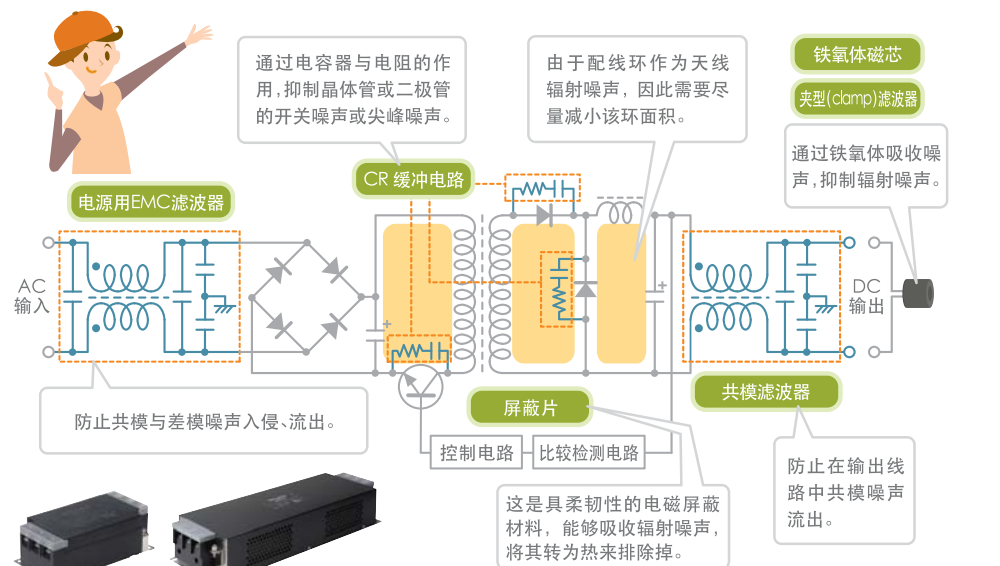 通过电容器与电阻的作
用,抑制晶体管或二极管
的开关噪声或尖峰噪声。
由于配线环作为天线
辐射噪声，因此需要尽
量减小该环面积。
铁氧体磁芯
夹型(clamp)滤波器
通过铁氧体吸收噪
声,抑制辐射噪声。
CR 缓冲电路
电源用EMC滤波器
AC
输入
DC
输出
+
+
共模滤波器
屏蔽片
防止共模与差模噪声入侵、流出。
控制电路
比较检测电路
防止在输出线
路中共模噪声
流出。
这是具柔韧性的电磁屏蔽
材料，能够吸收辐射噪声，
将其转为热来排除掉。